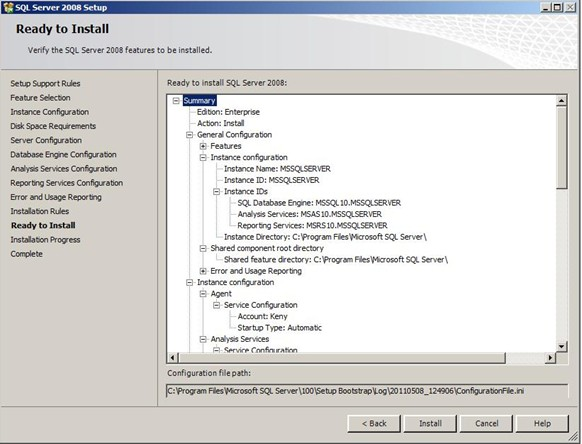 SQL Server 2008 Setup
Ready to Install
Verify the SQL Server 2008 features to be installed.
Setup Support Rules
Feature Selection
Instance Configuration
Disk Space Requirements
Server Configuration
Database Engine Configuration
Analysis Services Configuration
Reporting Services Configuration
Error and Usage Reporting
Installation Rules
Ready to Install
Installation Progress
Complete
Ready to install SQL Server 2008:
Summary
Edition: Enterprise
Action: Install
General Configuration
Features
Instance configuration
Instance Name: MSSQLSERVER
Instance ID: MSSQLSERVER
Instance IDs
SQL Database Engine: MSSQL10.MSSQLSERVER
Analysis Services: MSAS10.MSSQLSERVER
Reporting Services: MSRS10.MSSQLSERVER
Instance Directory: C:\Program Files\Microsoft SQL Server\
Shared component root directory
Shared feature directory: C:\Program Files\Microsoft SQL Server\
Error and Usage Reporting
Instance configuration
Agent
Service Configuration
Account: Keny
Startup Type: Automatic
Analysis Services
Service Configuration
Configuration file path:
C:\Program Files\Microsoft SQL Server\100\Setup Bootstrap\Log\20110508_124906\ConfigurationFile.ini
< Back
Install
Cancel
Help